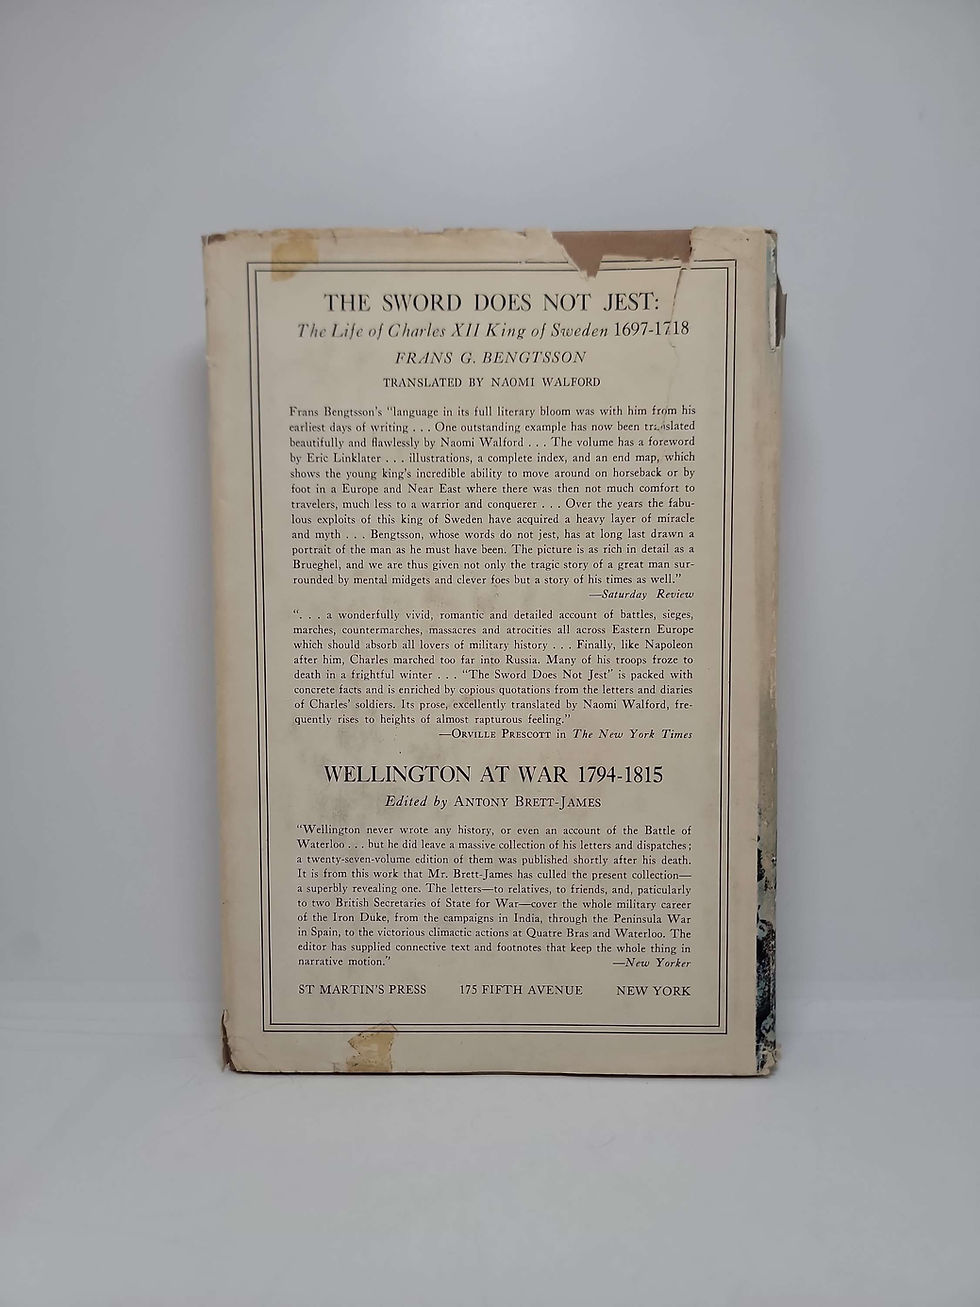 THE SWORD DOES NOT JEST:
The Life of Charles XII King of Sweden 1697-1718
FRANS G. BENGTSSON
TRANSLATED BY NAOMI WALFORD
Frans Bengtsson's "language in its full literary bloom was with him from his
earliest days of writing . . . One outstanding example has now been translated
beautifully and flawlessly by Naomi Walford . . . The volume has a foreword
by Eric Linklater . . . illustrations, a complete index, and an end map, which
shows the young king's incredible ability to move around on horseback or by
foot in a Europe and Near East where there was then not much comfort to
travelers, much less to a warrior and conquerer . . . Over the years the fabu-
lous exploits of this king of Sweden have acquired a heavy layer of miracle
and myth . . . Bengtsson, whose words do not jest, has at long last drawn a
portrait of the man as he must have been. The picture is as rich in detail as a
Brueghel, and we are thus given not only the tragic story of a great man sur-
rounded by mental midgets and clever foes but a story of his times as well."
—Saturday Review
". . . a wonderfully vivid, romantic and detailed account of battles, sieges,
marches, countermarches, massacres and atrocities all across Eastern Europe
which should absorb all lovers of military history . . . Finally, like Napoleon
after him, Charles marched too far into Russia. Many of his troops froze to
death in a frightful winter . . . "The Sword Does Not Jest" is packed with
concrete facts and is enriched by copious quotations from the letters and diaries
of Charles' soldiers. Its prose, excellently translated by Naomi Walford, fre-
quently rises to heights of almost rapturous feeling."
—ORVILLE PRESCOTT in The New York Times
WELLINGTON AT WAR 1794-1815
Edited by ANTONY BRETT-JAMES
"Wellington never wrote any history, or even an account of the Battle of
Waterloo . . . but he did leave a massive collection of his letters and dispatches;
a twenty-seven-volume edition of them was published shortly after his death.
It is from this work that Mr. Brett-James has culled the present collection—
a superbly revealing one. The letters—to relatives, to friends, and, paticularly
to two British Secretaries of State for War—cover the whole military career
of the Iron Duke, from the campaigns in India, through the Peninsula War
in Spain, to the victorious climactic actions at Quatre Bras and Waterloo. The
editor has supplied connective text and footnotes that keep the whole thing in
narrative motion."
—New Yorker
ST MARTIN'S PRESS 175 FIFTH AVENUE NEW YORK